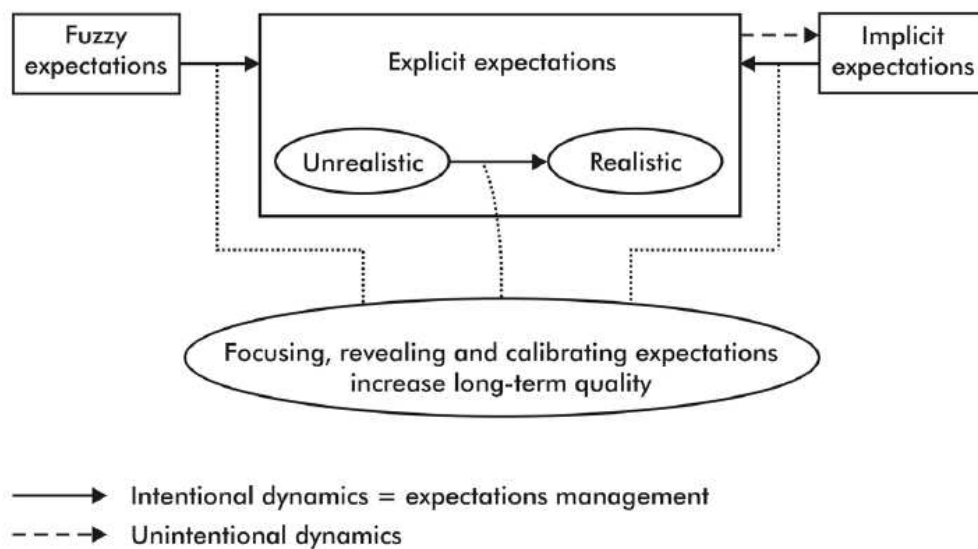 Fuzzy
expectations
Explicit expectations
Implicit
expectations
Unrealistic
Realistic
Focusing, revealing and calibrating expectations
increase long-term quality
Intentional dynamics = expectations management
Unintentional dynamics